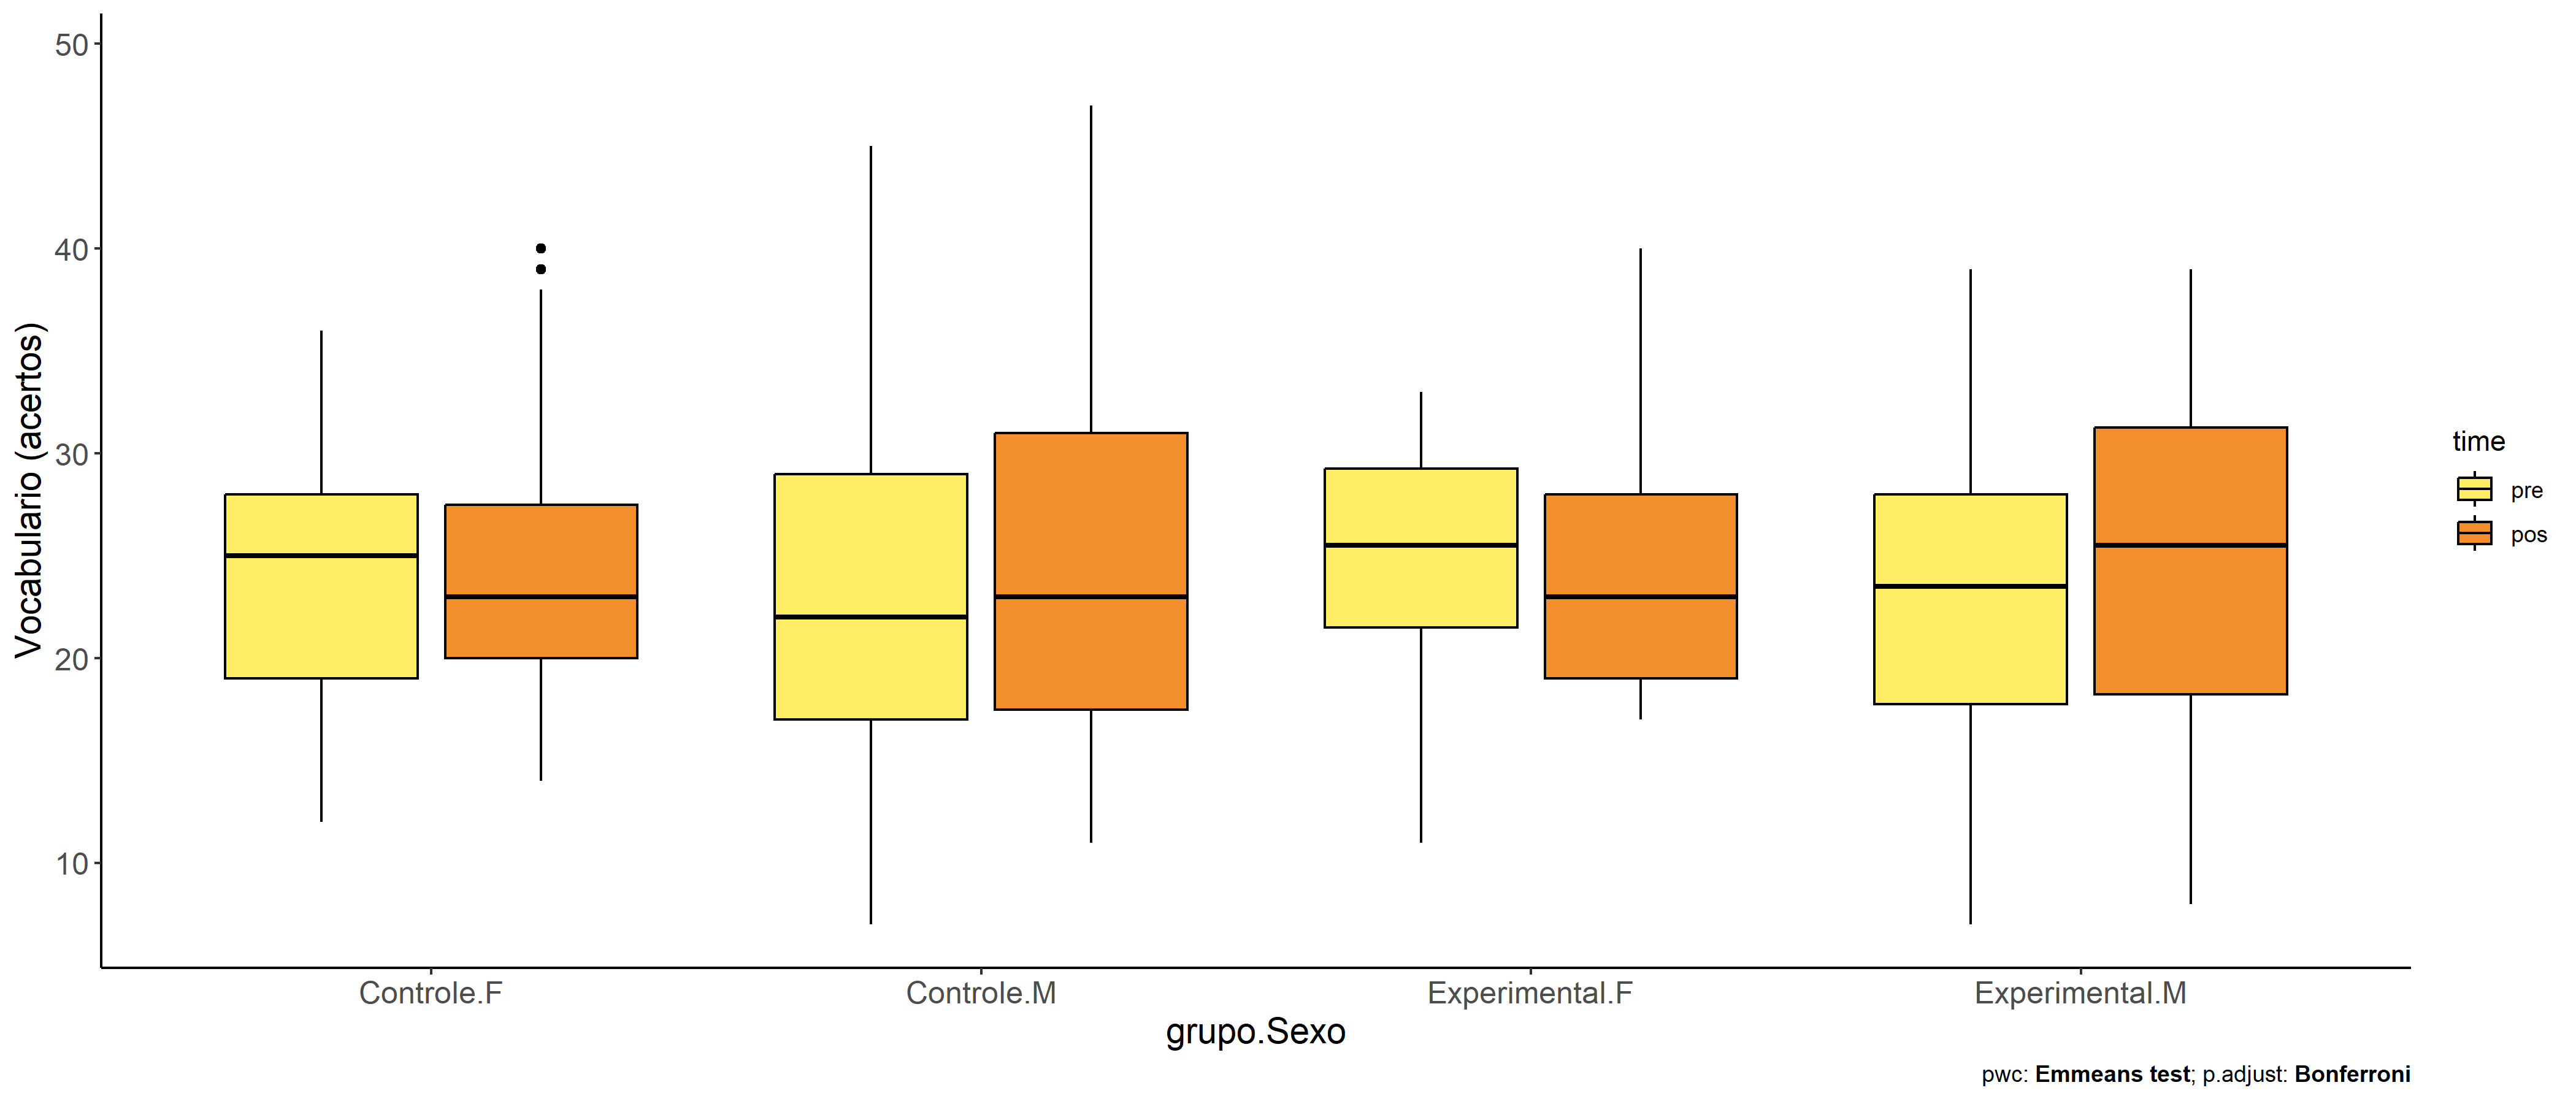 50
40
30
20
10
Vocabulario (acertos)
Controle.F
Controle.M
Experimental.F
Experimental.M
grupo.Sexo
time
pre
pos
pwc: Emmeans test; p.adjust: Bonferroni